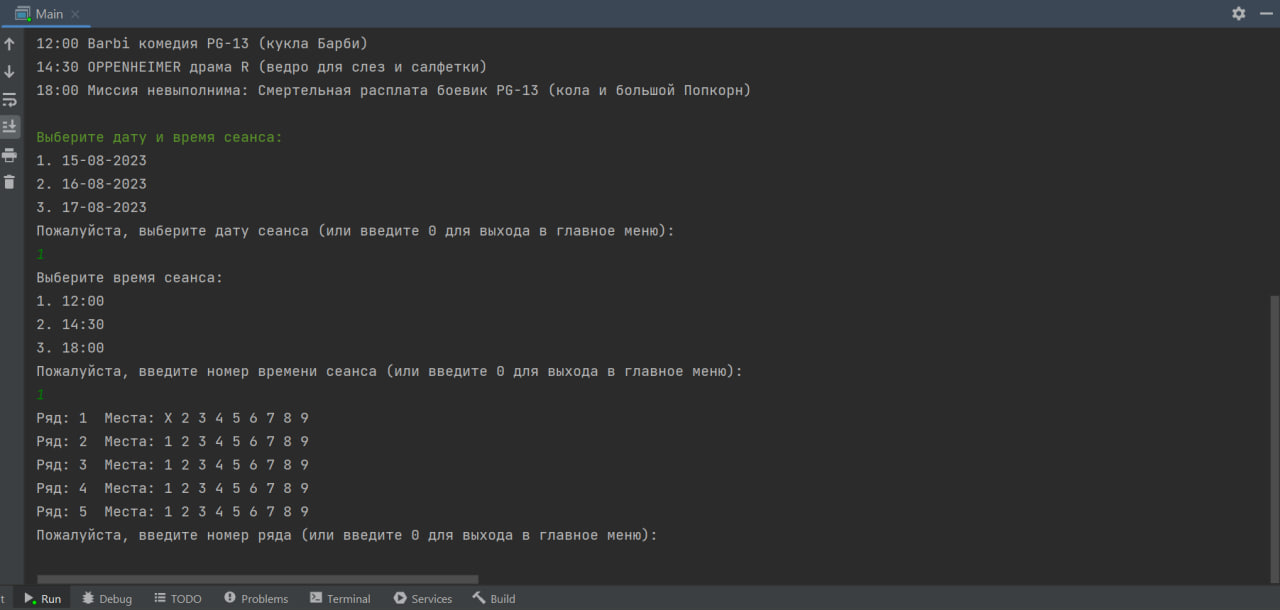 Main
12:00 Barbi комедия PG-13 (кукла Барби)
14:30 OPPENHEIMER драма R (ведро для слез и салфетки)
18:00 Миссия невыполнима: Смертельная расплата боевик PG-13 (кола и большой Попкорн)
Выберите дату и время сеанса:
1. 15-08-2023
2. 16-08-2023
3. 17-08-2023
Пожалуйста, выберите дату сеанса (или введите 0 для выхода в главное меню):
1
Выберите время сеанса:
1. 12:00
2. 14:30
3. 18:00
Пожалуйста, введите номер времени сеанса (или введите 0 для выхода в главное меню):
1
Ряд: 1  Места: X 2 3 4 5 6 7 8 9
Ряд: 2  Места: 1 2 3 4 5 6 7 8 9
Ряд: 3  Места: 1 2 3 4 5 6 7 8 9
Ряд: 4  Места: 1 2 3 4 5 6 7 8 9
Ряд: 5  Места: 1 2 3 4 5 6 7 8 9
Пожалуйста, введите номер ряда (или введите 0 для выхода в главное меню):
t Run Debug TODO Problems Terminal Services Build